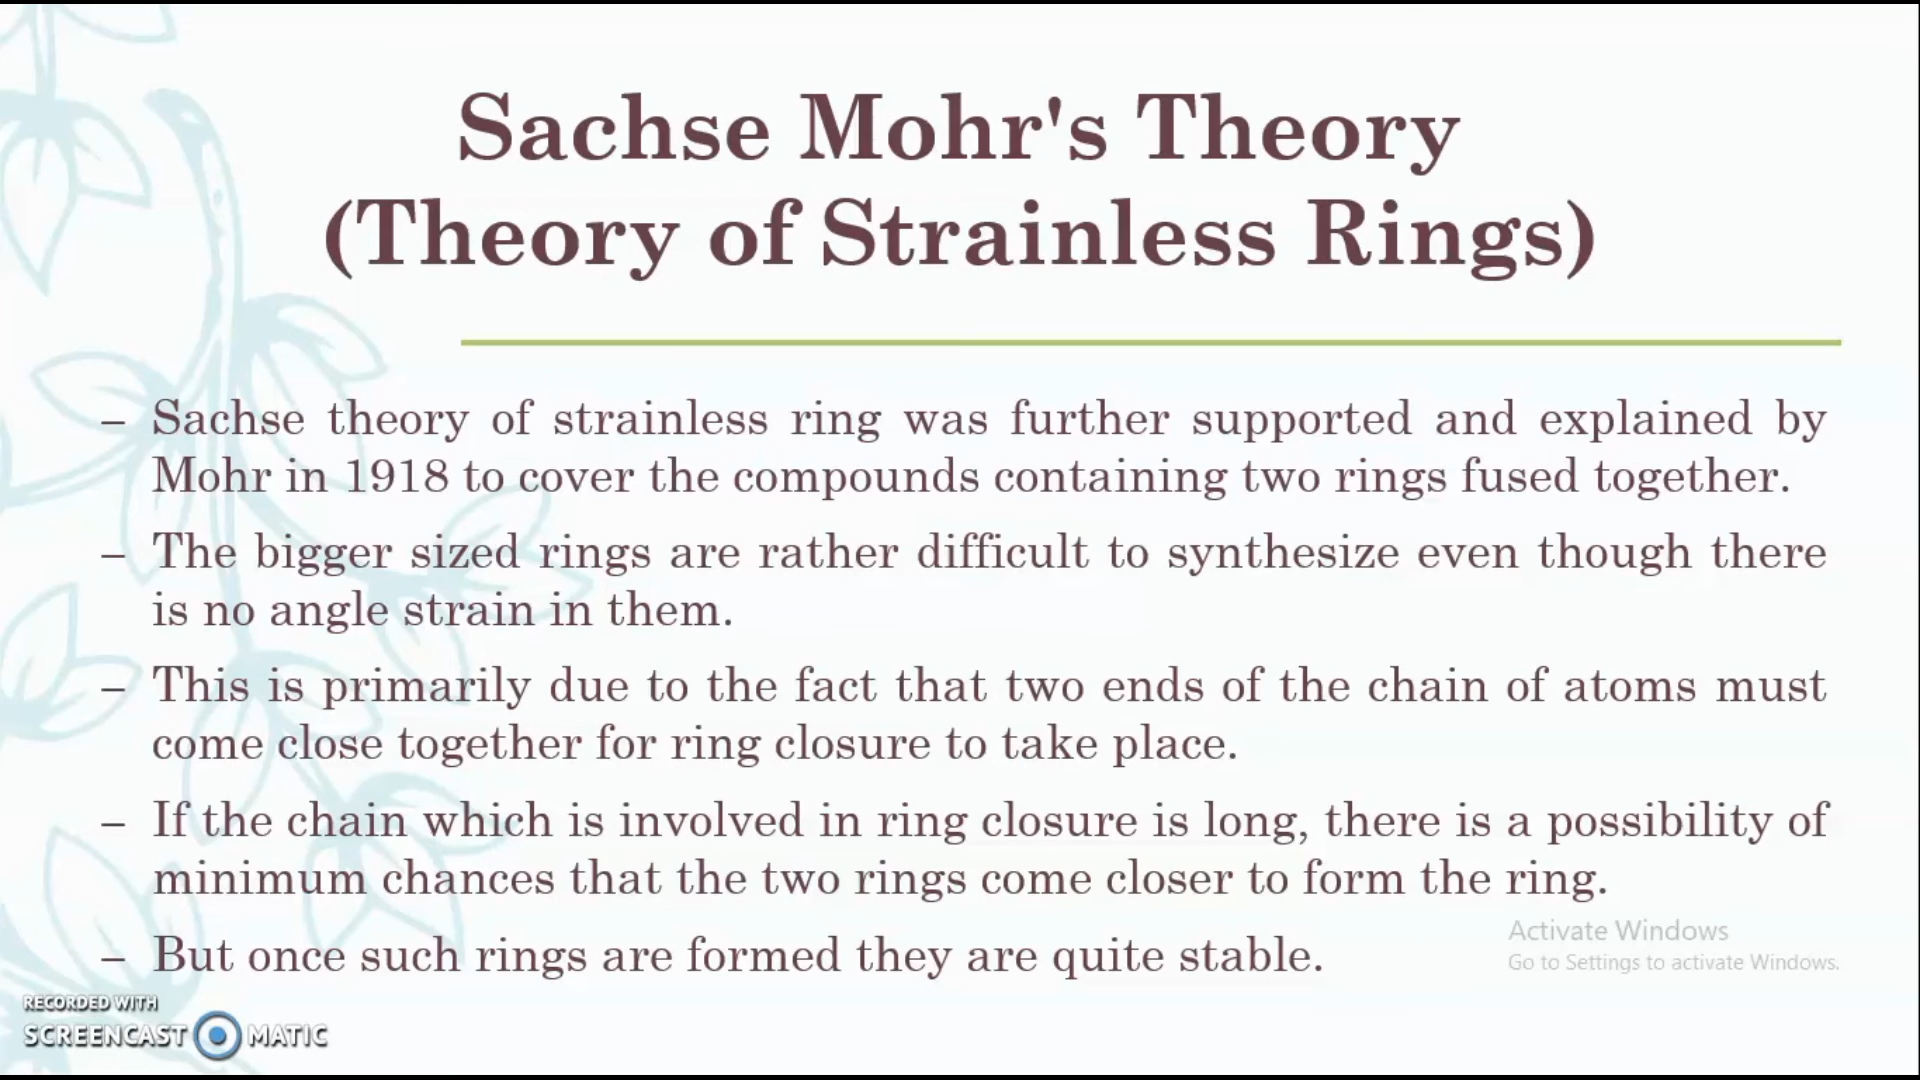 Sachse Mohr's Theory
(Theory of Strainless Rings)
– Sachse theory of strainless ring was further supported and explained by
Mohr in 1918 to cover the compounds containing two rings fused together.
– The bigger sized rings are rather difficult to synthesize even though there
is no angle strain in them.
– This is primarily due to the fact that two ends of the chain of atoms must
come close together for ring closure to take place.
– If the chain which is involved in ring closure is long, there is a possibility of
minimum chances that the two rings come closer to form the ring.
– But once such rings are formed they are quite stable.
Activate Windows
Go to Settings to activate Windows.
RECORDED WITH
SCREENCAST MATIC